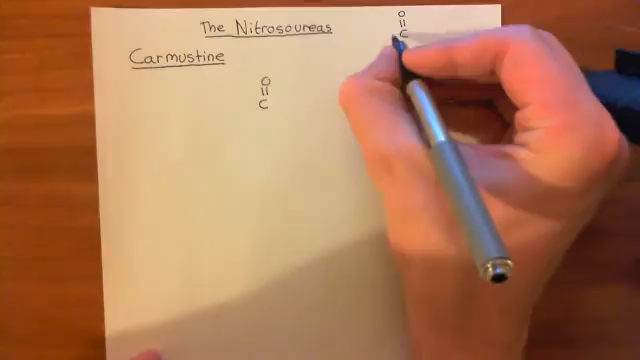 The Nitrosoureas
O
||
C
Carmustine
O
||
C